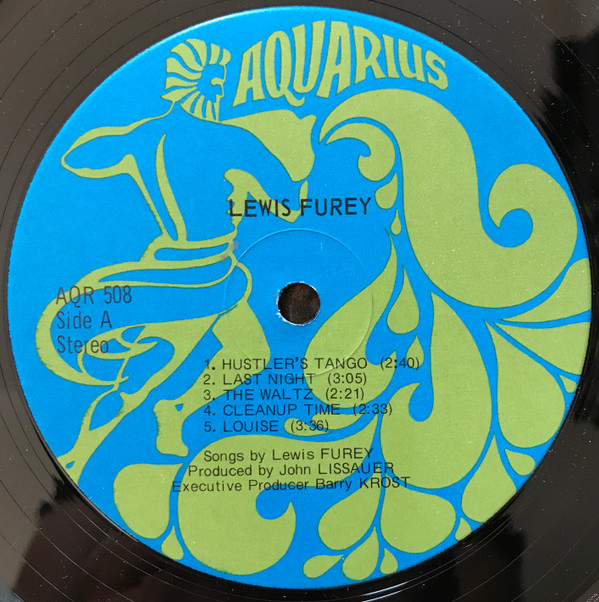 AQUARIUS
LEWIS FUREY
AQR 508
Side A
Stereo
1. HUSTLER'S TANGO (2:40)
2. LAST NIGHT (3:05)
3. THE WALTZ (2:21)
4. CLEANUP TIME (2:33)
5. LOUISE (3:36)
Songs by Lewis FUREY
Produced by John LISSAUER
Executive Producer Barry KROST